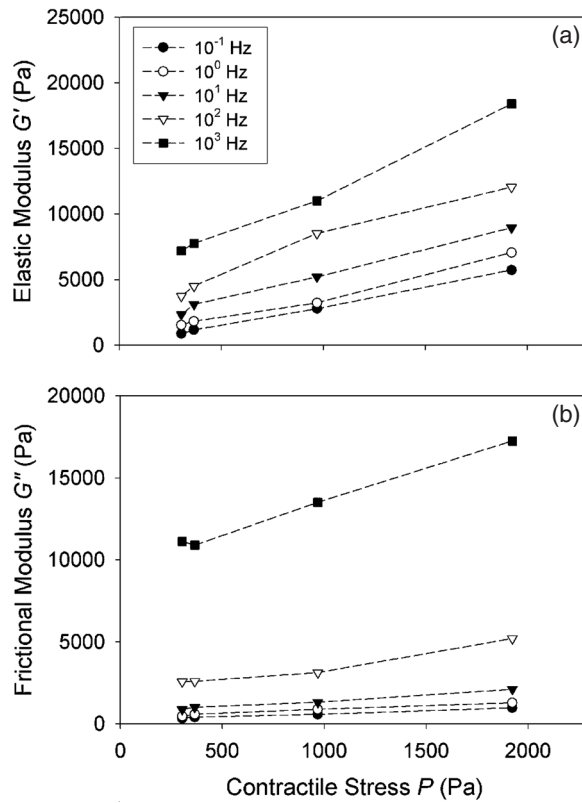 (a)
25000
20000
15000
10000
5000
0
Elastic Modulus G′ (Pa)
10⁻¹ Hz
10⁰ Hz
10¹ Hz
10² Hz
10³ Hz
(b)
20000
15000
10000
5000
0
Frictional Modulus G″ (Pa)
0 500 1000 1500 2000
Contractile Stress P (Pa)